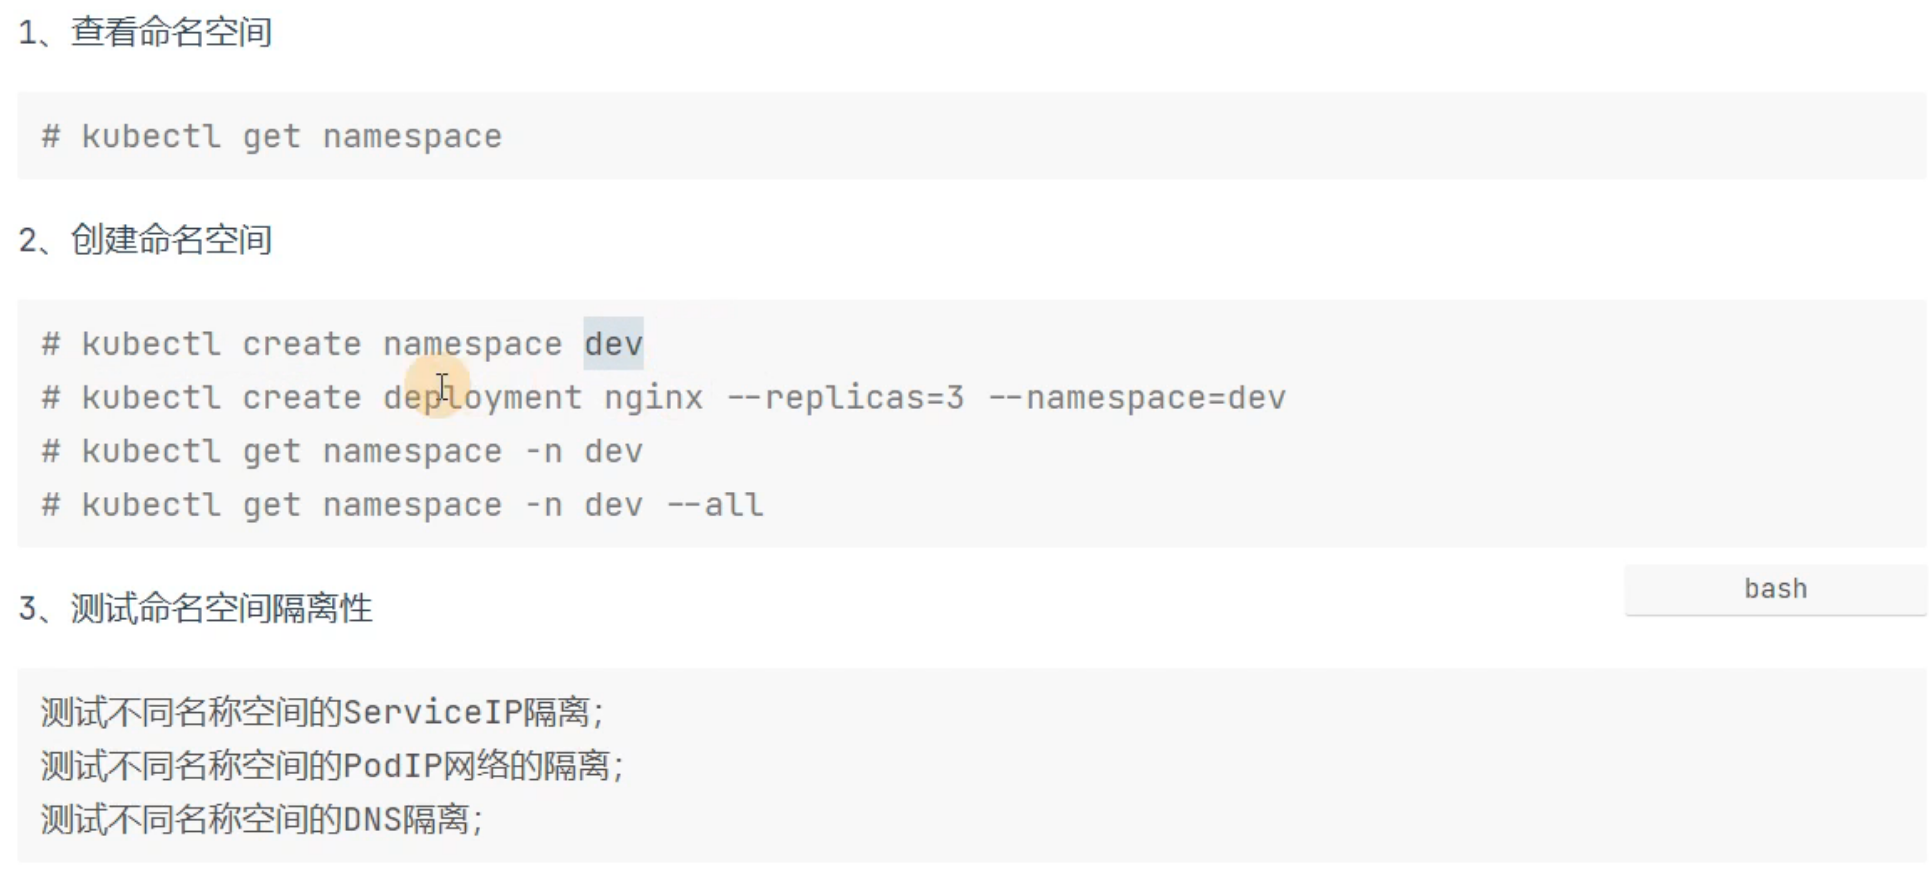 1、查看命名空间
# kubectl get namespace
2、创建命名空间
# kubectl create namespace dev
# kubectl create deployment nginx --replicas=3 --namespace=dev
# kubectl get namespace -n dev
# kubectl get namespace -n dev --all
3、测试命名空间隔离性
bash
测试不同名称空间的ServiceIP隔离;
测试不同名称空间的PodIP网络的隔离;
测试不同名称空间的DNS隔离;